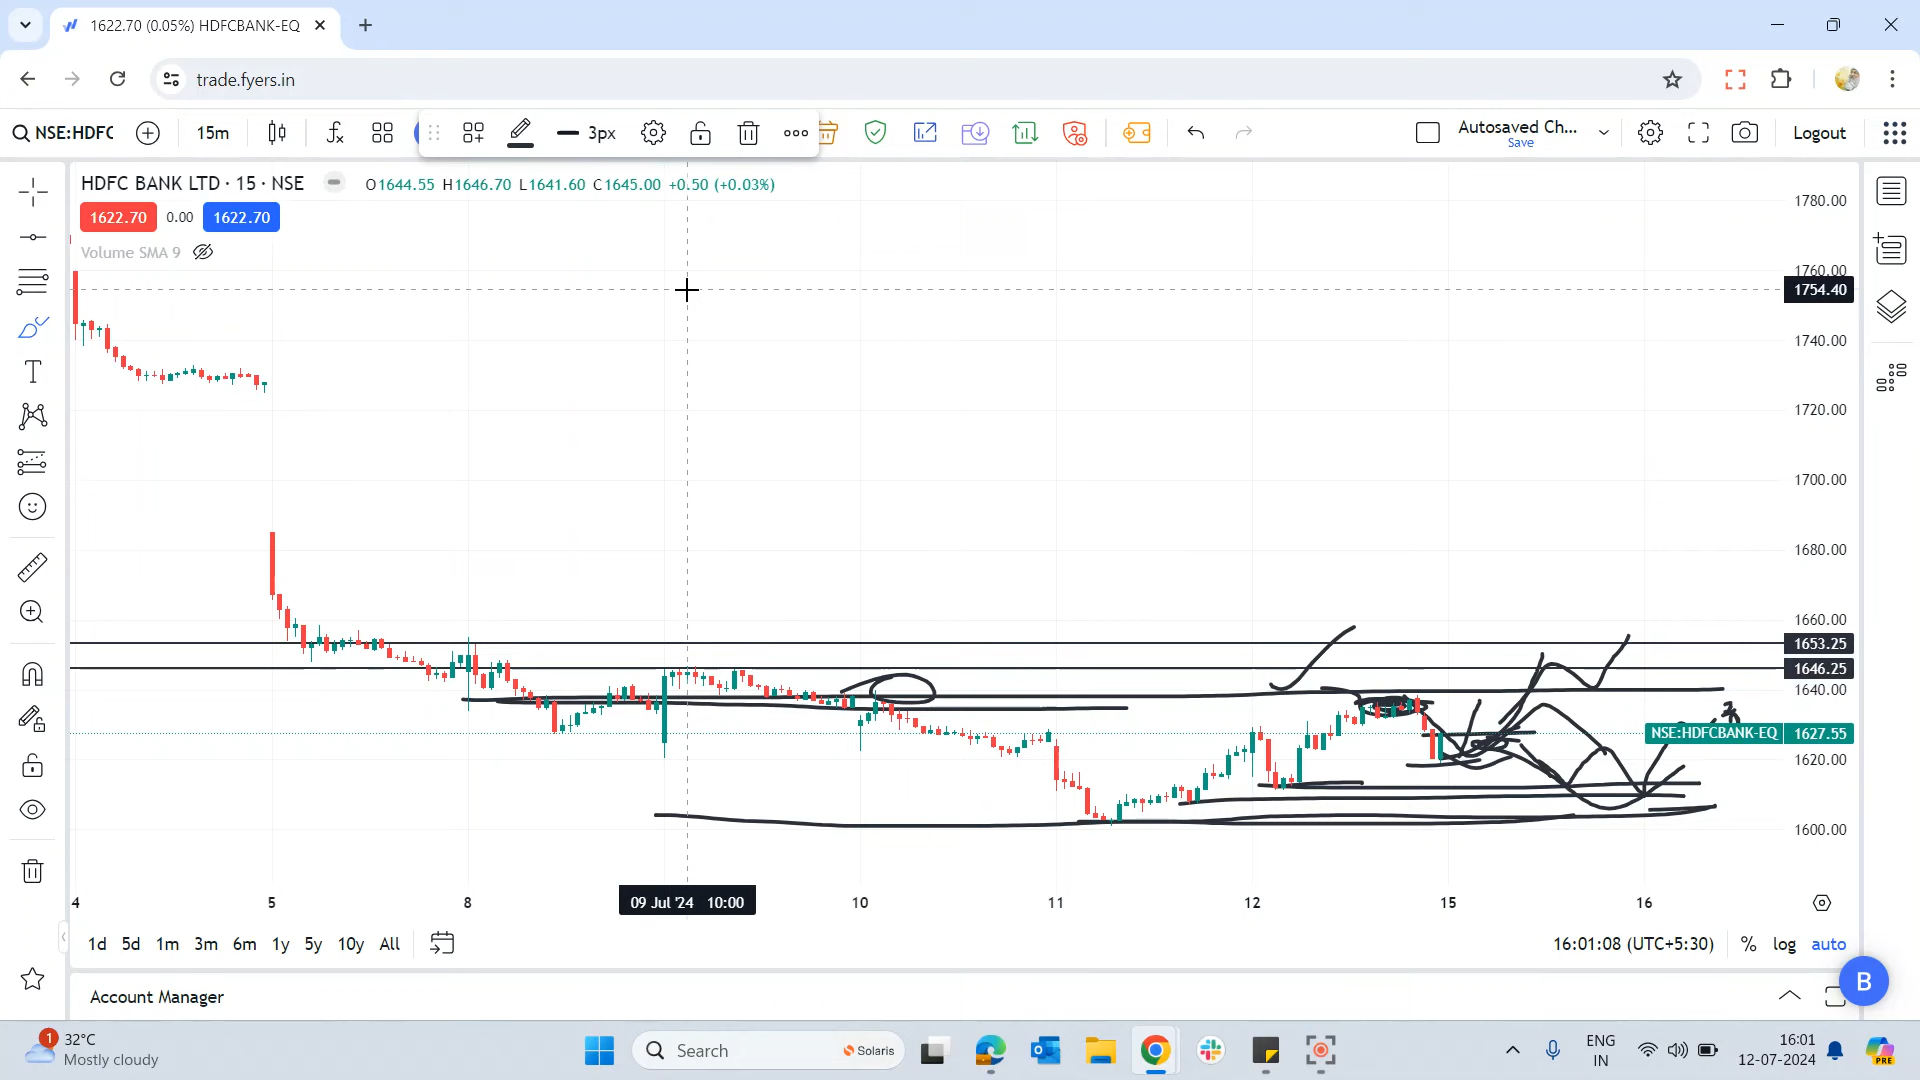 1622.70 (0.05%) HDFCBANK-EQ
trade.fyers.in
NSE:HDFC 15m 3px Autosaved Ch... Logout
Save
HDFC BANK LTD · 15 · NSE O1644.55 H1646.70 L1641.60 C1645.00 +0.50 (+0.03%)
1622.70 0.00 1622.70
Volume SMA 9
1780.00
1760.00
1754.40
1740.00
1720.00
1700.00
1680.00
1660.00
1653.25
1646.25
1640.00
NSE:HDFCBANK-EQ 1627.55
1620.00
1600.00
4 5 8 09 Jul '24 10:00 10 11 12 15 16
1d 5d 1m 3m 6m 1y 5y 10y All 16:01:08 (UTC+5:30) % log auto
B
Account Manager
1 32°C
Mostly cloudy
Search Solaris
ENG
IN
16:01
12-07-2024
PRE